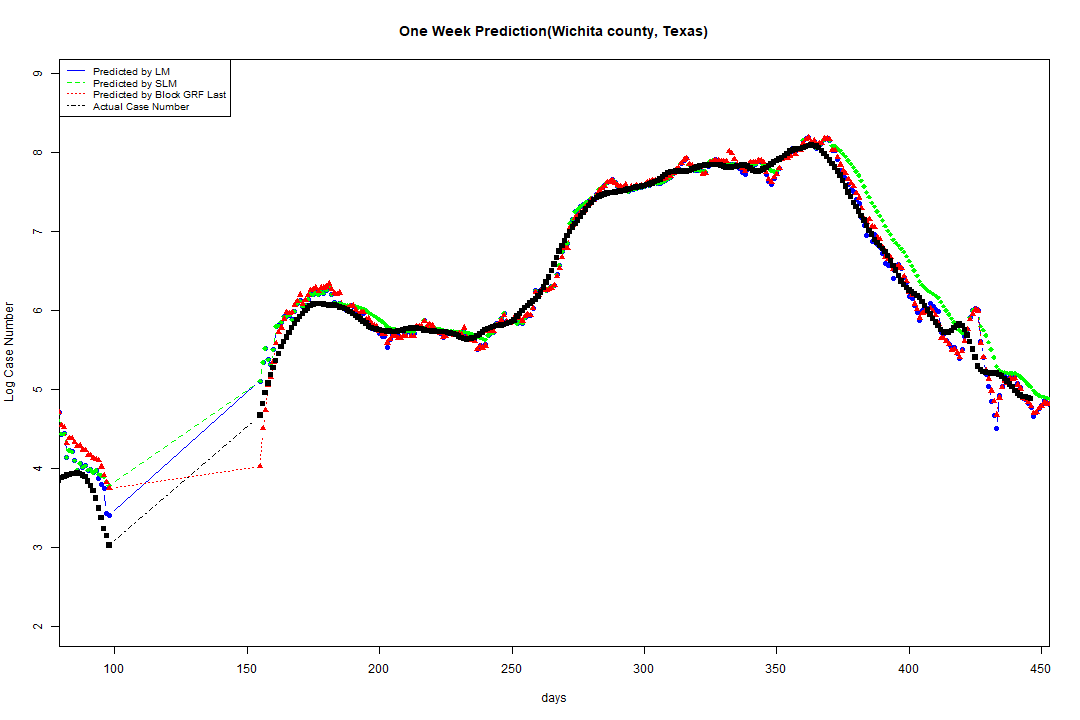 One Week Prediction(Wichita county, Texas)
Predicted by LM
Predicted by SLM
Predicted by Block GRF Last
Actual Case Number
Log Case Number
9
8
7
6
5
4
3
2
100 150 200 250 300 350 400 450
days